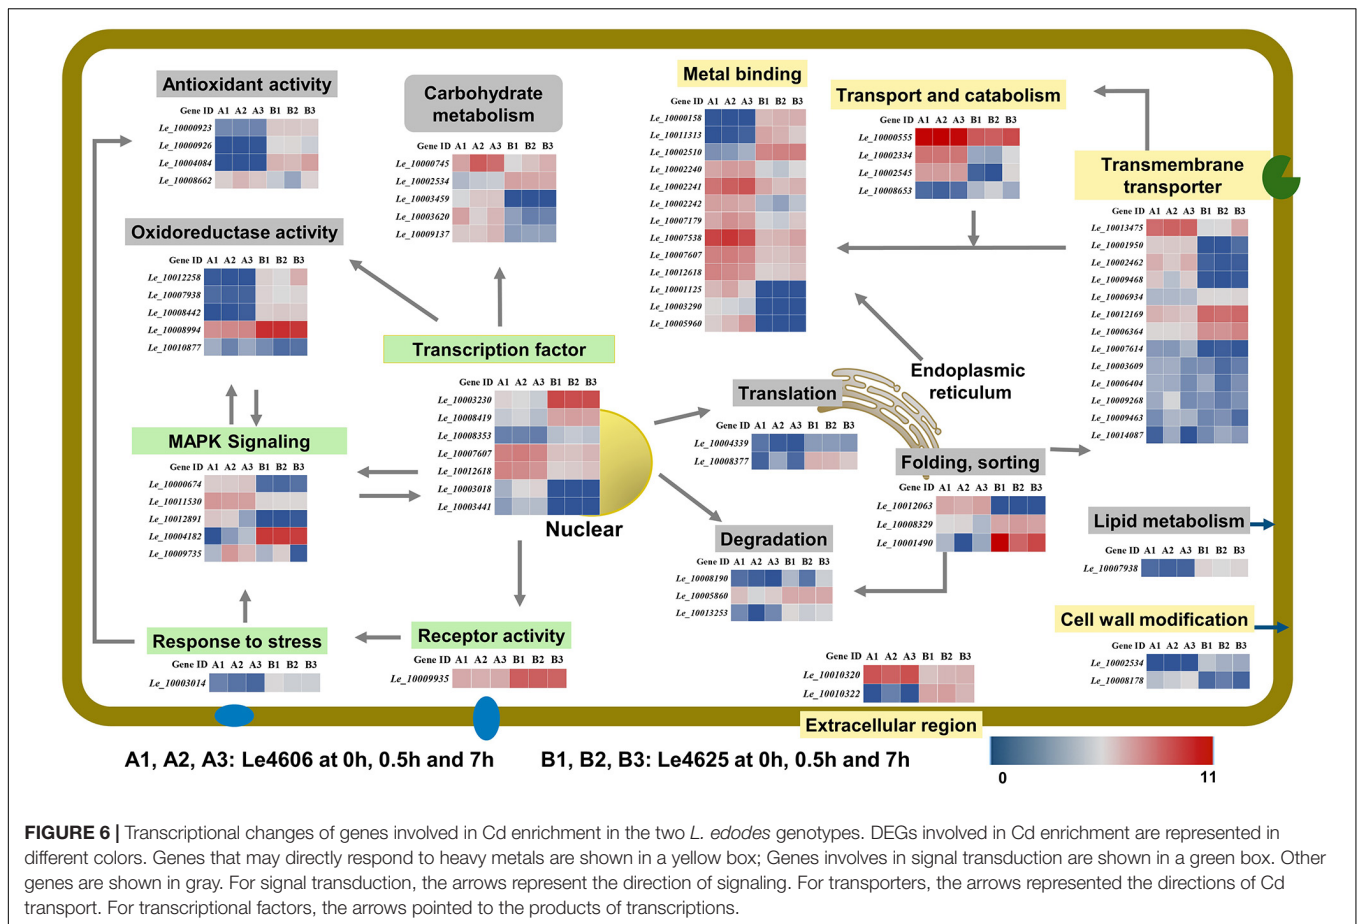 Antioxidant activity
Gene ID A1 A2 A3 B1 B2 B3
Le_10000923
Le_10000926
Le_10004084
Le_10008662
Carbohydrate
metabolism
Gene ID A1 A2 A3 B1 B2 B3
Le_10000745
Le_10002534
Le_10003459
Le_10003620
Le_10009137
Metal binding
Gene ID A1 A2 A3 B1 B2 B3
Le_10000158
Le_10011313
Le_10002510
Le_10002240
Le_10002241
Le_10002242
Le_10007179
Le_10007538
Le_10007607
Le_10012618
Le_10001125
Le_10003290
Le_10005960
Transport and catabolism
Gene ID A1 A2 A3 B1 B2 B3
Le_10000555
Le_10002334
Le_10002545
Le_10008653
Transmembrane
transporter
Gene ID A1 A2 A3 B1 B2 B3
Le_10013475
Le_10001950
Le_10002462
Le_10009468
Le_10006934
Le_10012169
Le_10006364
Le_10007614
Le_10003609
Le_10006404
Le_10009268
Le_10009463
Le_10014087
Oxidoreductase activity
Gene ID A1 A2 A3 B1 B2 B3
Le_10012258
Le_10007938
Le_10008442
Le_10008994
Le_10010877
Transcription factor
Gene ID A1 A2 A3 B1 B2 B3
Le_10003230
Le_10008419
Le_10008353
Le_10007607
Le_10012618
Le_10003018
Le_10003441
Nuclear
Endoplasmic
reticulum
Translation
Gene ID A1 A2 A3 B1 B2 B3
Le_10004339
Le_10008377
MAPK Signaling
Gene ID A1 A2 A3 B1 B2 B3
Le_10000674
Le_10011530
Le_10012891
Le_10004182
Le_10009735
Folding, sorting
Gene ID A1 A2 A3 B1 B2 B3
Le_10012063
Le_10008329
Le_10001490
Degradation
Gene ID A1 A2 A3 B1 B2 B3
Le_10008190
Le_10005860
Le_10013253
Lipid metabolism
Gene ID A1 A2 A3 B1 B2 B3
Le_10007938
Cell wall modification
Gene ID A1 A2 A3 B1 B2 B3
Le_10002534
Le_10008178
Response to stress
Gene ID A1 A2 A3 B1 B2 B3
Le_10003014
Receptor activity
Gene ID A1 A2 A3 B1 B2 B3
Le_10009935
Gene ID A1 A2 A3 B1 B2 B3
Le_10010320
Le_10010322
Extracellular region
A1, A2, A3: Le4606 at 0h, 0.5h and 7h B1, B2, B3: Le4625 at 0h, 0.5h and 7h
0 11
FIGURE 6 | Transcriptional changes of genes involved in Cd enrichment in the two L. edodes genotypes. DEGs involved in Cd enrichment are represented in
different colors. Genes that may directly respond to heavy metals are shown in a yellow box; Genes involves in signal transduction are shown in a green box. Other
genes are shown in gray. For signal transduction, the arrows represent the direction of signaling. For transporters, the arrows represented the directions of Cd
transport. For transcriptional factors, the arrows pointed to the products of transcriptions.